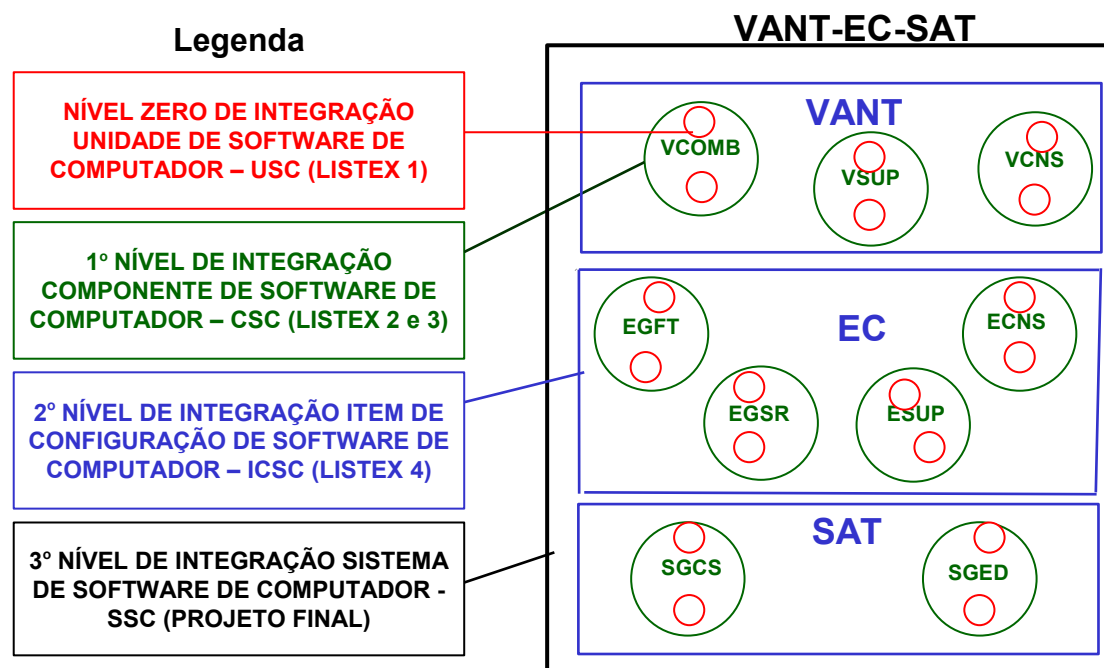 Legenda
NÍVEL ZERO DE INTEGRAÇÃO
UNIDADE DE SOFTWARE DE
COMPUTADOR – USC (LISTEX 1)
1º NÍVEL DE INTEGRAÇÃO
COMPONENTE DE SOFTWARE DE
COMPUTADOR – CSC (LISTEX 2 e 3)
2º NÍVEL DE INTEGRAÇÃO ITEM DE
CONFIGURAÇÃO DE SOFTWARE DE
COMPUTADOR – ICSC (LISTEX 4)
3º NÍVEL DE INTEGRAÇÃO SISTEMA
DE SOFTWARE DE COMPUTADOR -
SSC (PROJETO FINAL)
VANT-EC-SAT
VANT
VCOMB
VSUP
VCNS
EC
EGFT
ECNS
EGSR
ESUP
SAT
SGCS
SGED